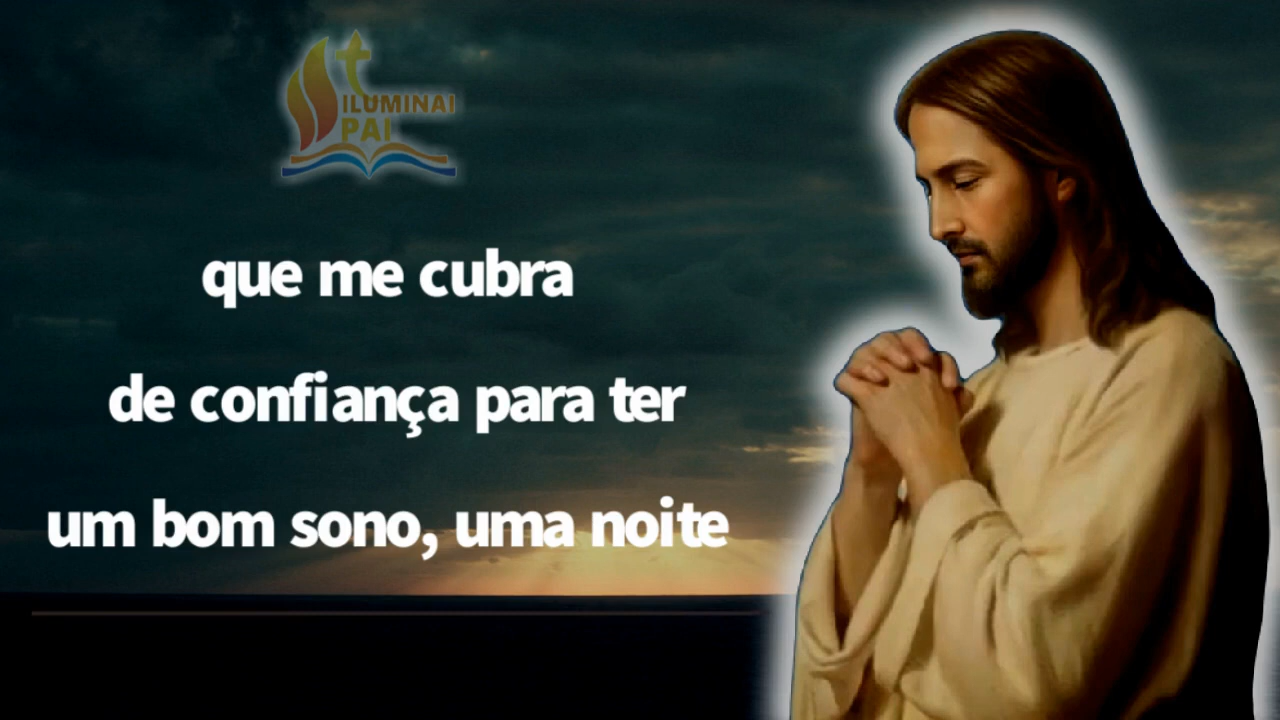 ILUMINAI
PAI
que me cubra
de confiança para ter
um bom sono, uma noite